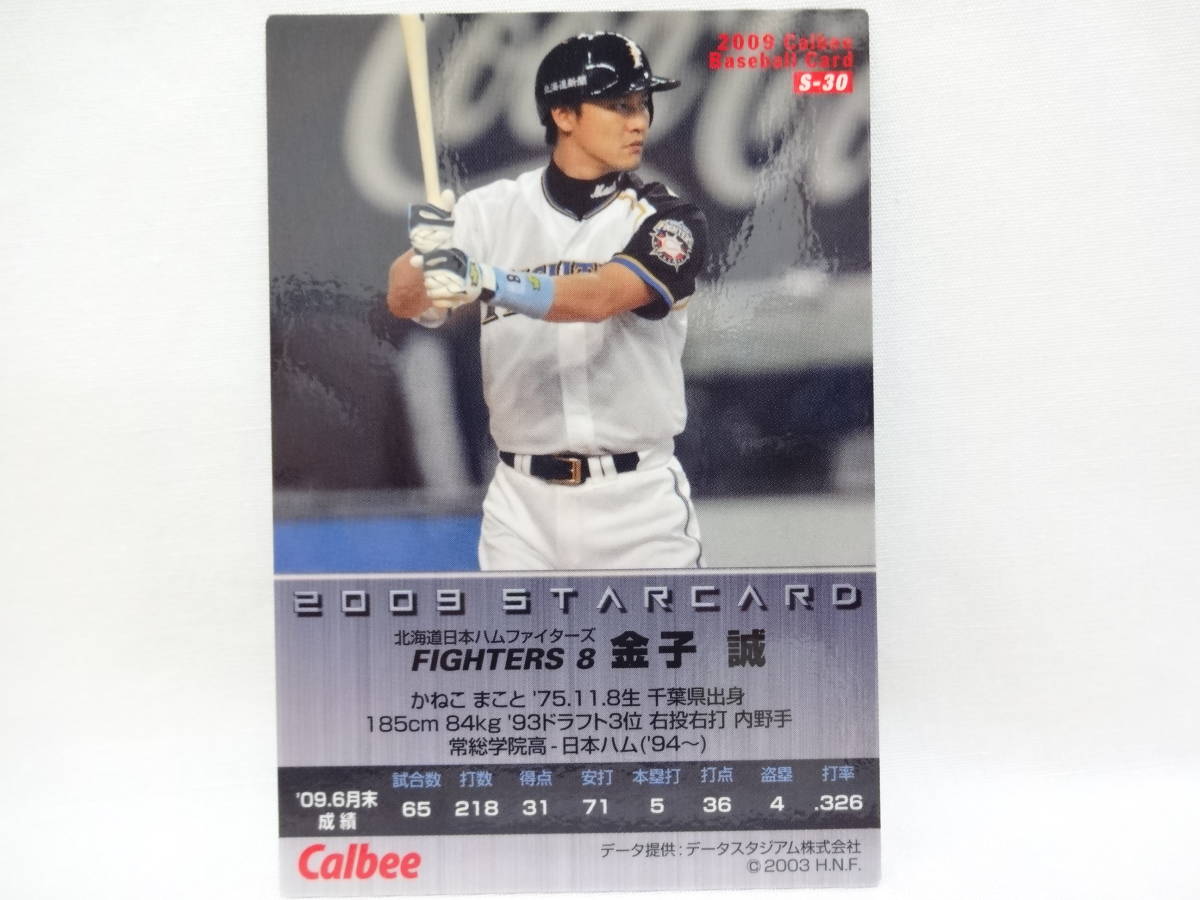 2009 Calbee
Baseball Card
S-30
北海道新聞
8
2009 STARCARD
北海道日本ハムファイターズ
FIGHTERS 8 金子 誠
かねこ まこと '75.11.8生 千葉県出身
185cm 84kg '93ドラフト3位 右投右打 内野手
常総学院高-日本ハム('94〜)
試合数 打数 得点 安打 本塁打 打点 盗塁 打率
'09.6月末
成績
65 218 31 71 5 36 4 .326
Calbee
データ提供:データスタジアム株式会社
©2003 H.N.F.